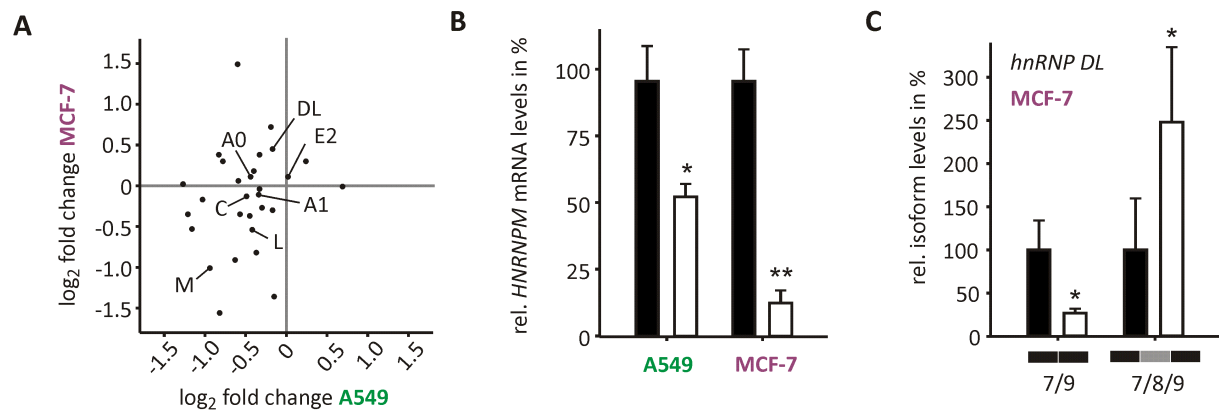 A
log2 fold change MCF-7
1.5
1.0
0.5
0
-0.5
-1.0
-1.5
DL
A0
E2
C
A1
L
M
-1.5 -1.0 -0.5 0 0.5 1.0 1.5
log2 fold change A549
B
rel. HNRNPM mRNA levels in %
100
75
50
25
0
*
**
A549 MCF-7
C
rel. isoform levels in %
300
250
200
150
100
50
0
hnRNP DL
MCF-7
*
*
7/9 7/8/9